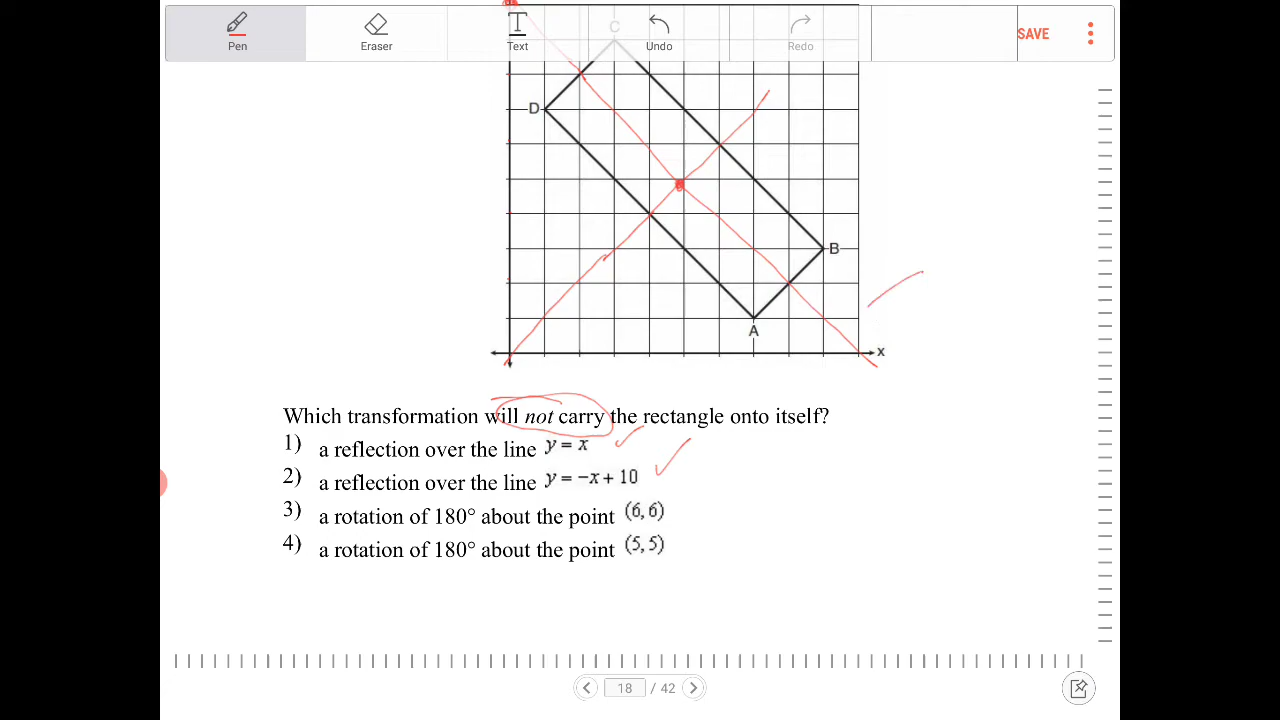 Pen
Eraser
T
Text
Undo
Redo
SAVE
C
D
B
A
x
Which transformation will not carry the rectangle onto itself?
1) a reflection over the line y = x
2) a reflection over the line y = -x + 10
3) a rotation of 180° about the point (6, 6)
4) a rotation of 180° about the point (5, 5)
18 / 42